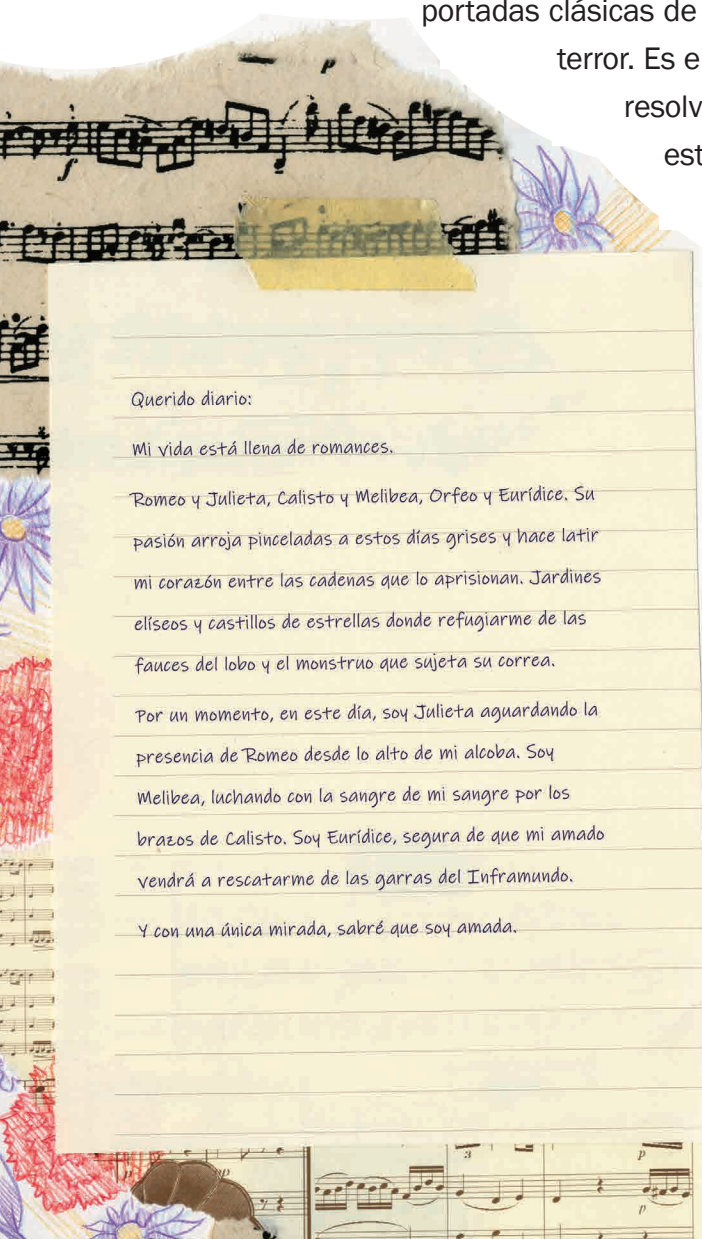 portadas clásicas de
terror. Es e
resolv
est
Querido diario:
Mi vida está llena de romances.
Romeo y Julieta, Calisto y Melibea, Orfeo y Eurídice. Su
pasión arroja pinceladas a estos días grises y hace latir
mi corazón entre las cadenas que lo aprisionan. Jardines
elíseos y castillos de estrellas donde refugiarme de las
fauces del lobo y el monstruo que sujeta su correa.
Por un momento, en este día, soy Julieta aguardando la
presencia de Romeo desde lo alto de mi alcoba. Soy
Melibea, luchando con la sangre de mi sangre por los
brazos de Calisto. Soy Eurídice, segura de que mi amado
vendrá a rescatarme de las garras del Inframundo.
Y con una única mirada, sabré que soy amada.